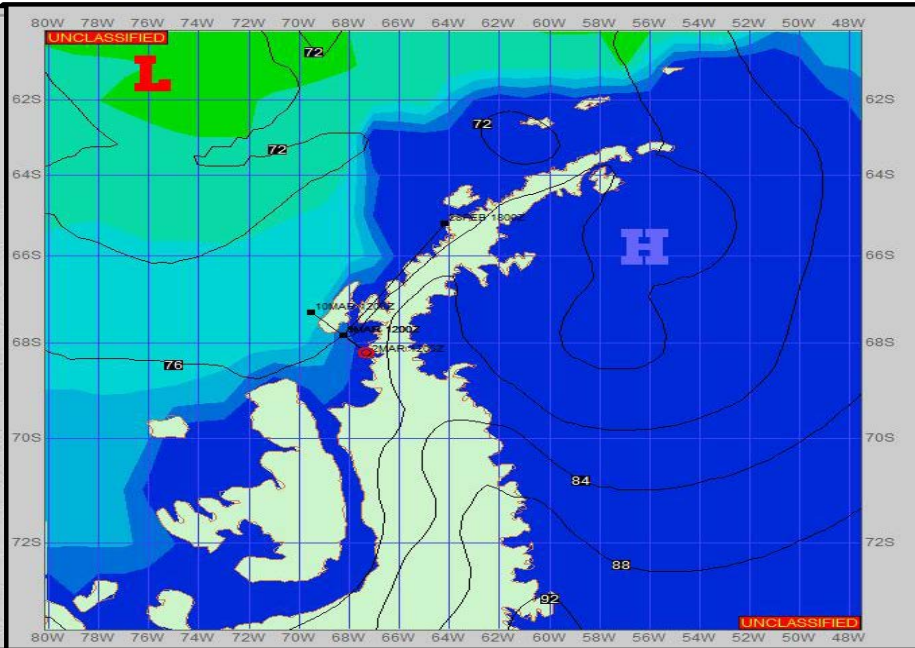 80W 78W 76W 74W 72W 70W 68W 66W 64W 62W 60W 58W 56W 54W 52W 50W 48W
UNCLASSIFIED
72
L
62S 62S
72
72
64S 64S
28FEB 1800Z
H
66S 66S
10MAR 1200Z
1200Z
68S 68S
2MAR 1200Z
76
70S 70S
84
72S 72S
88
92
UNCLASSIFIED
80W 78W 76W 74W 72W 70W 68W 66W 64W 62W 60W 58W 56W 54W 52W 50W 48W